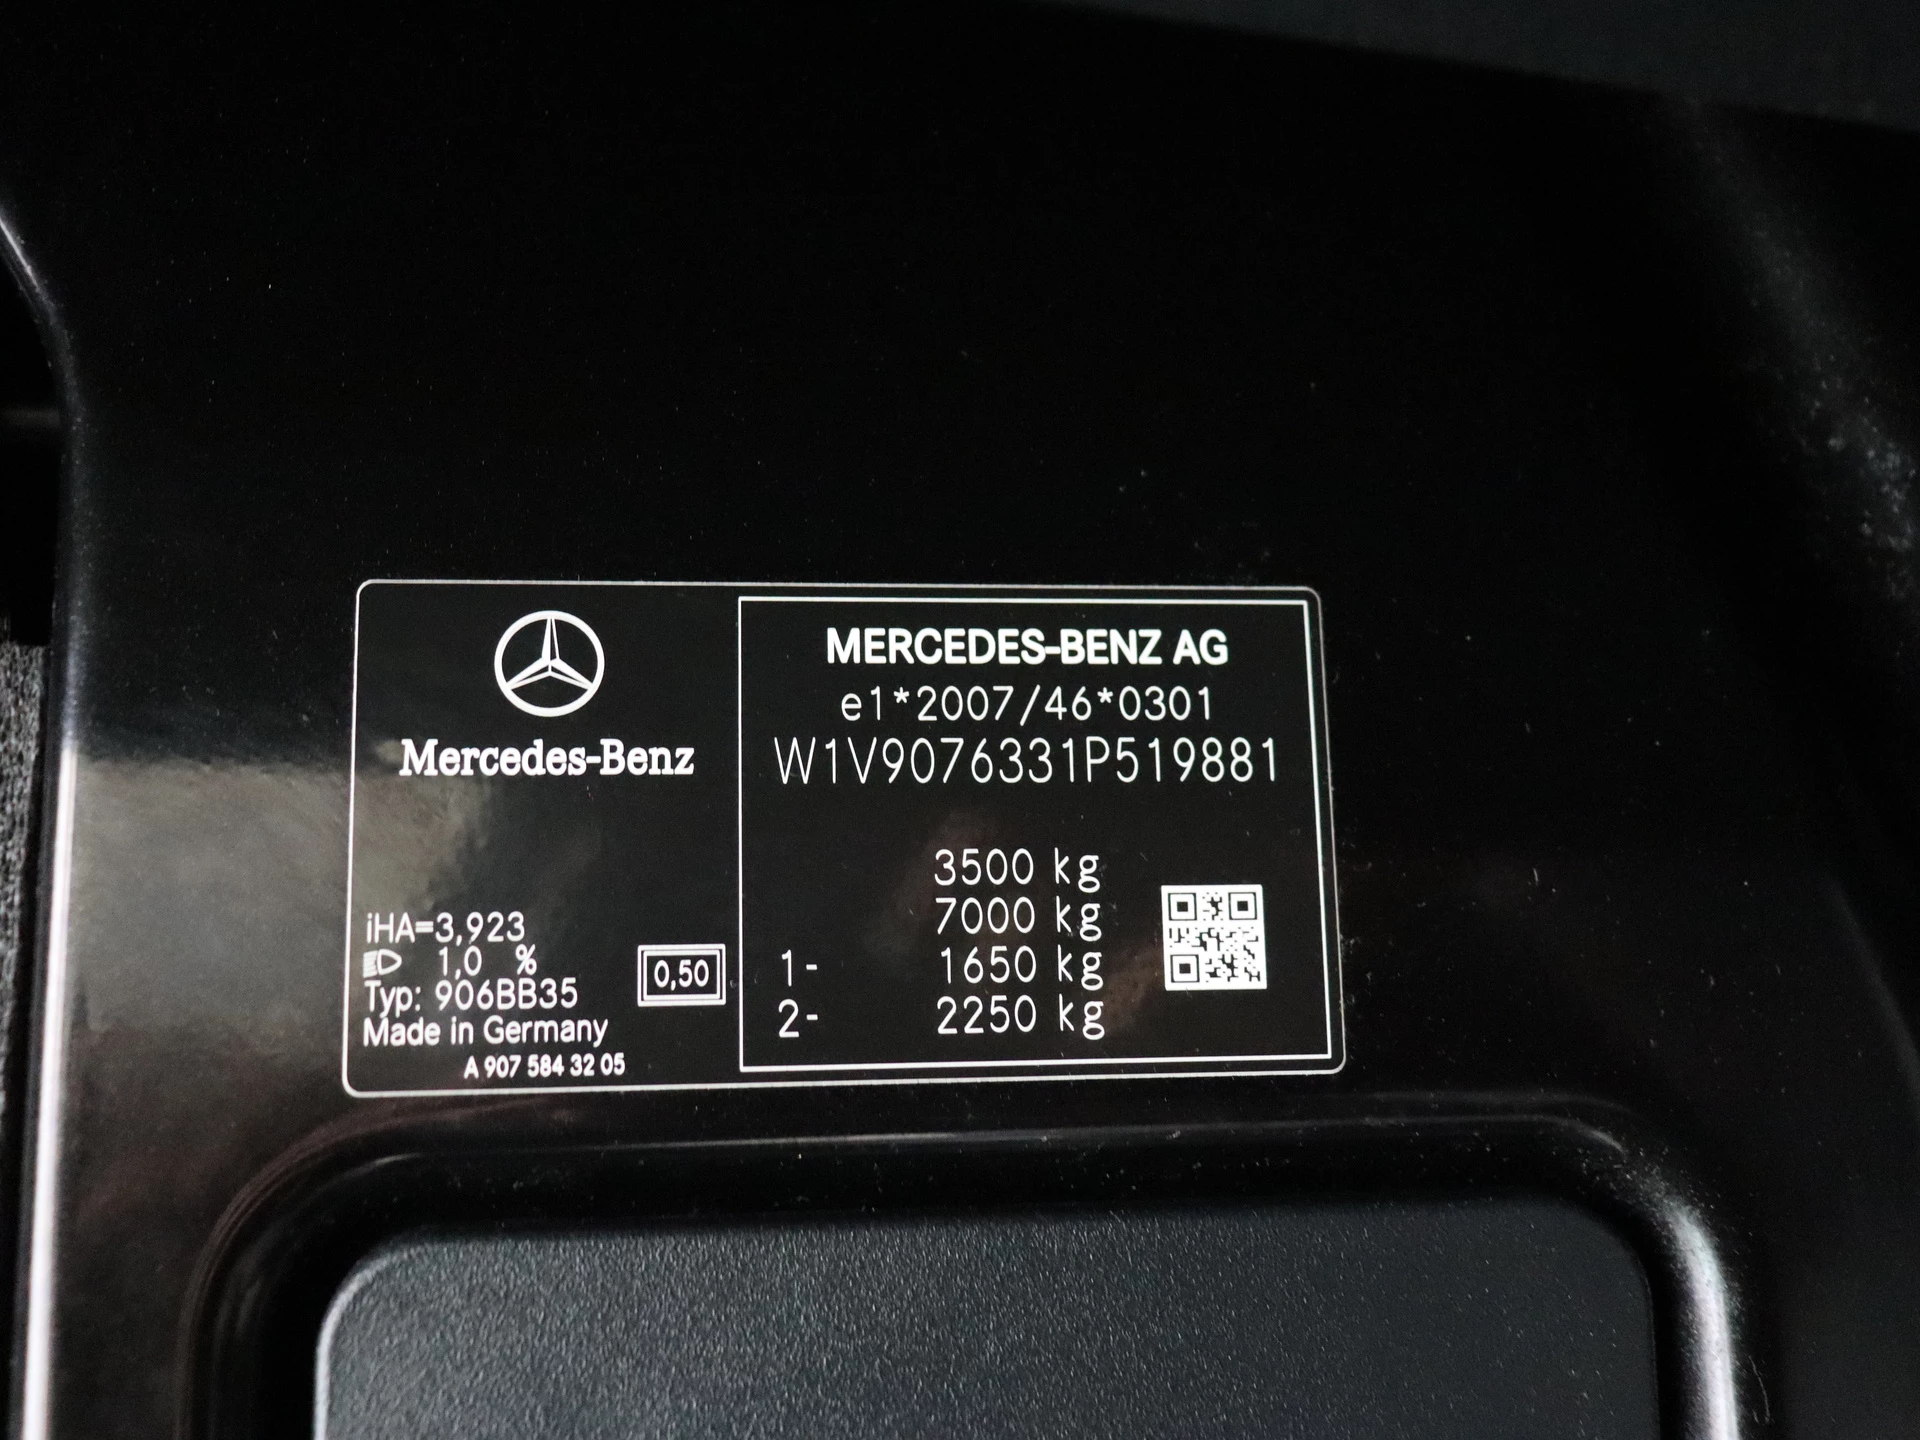 Mercedes-Benz
iHA=3,923
1,0 %
Typ: 906BB35
Made in Germany
A 907 584 32 05
0,50
MERCEDES-BENZ AG
e1*2007/46*0301
W1V9076331P519881
3500 kg
7000 kg
1- 1650 kg
2- 2250 kg